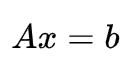 Ax = b